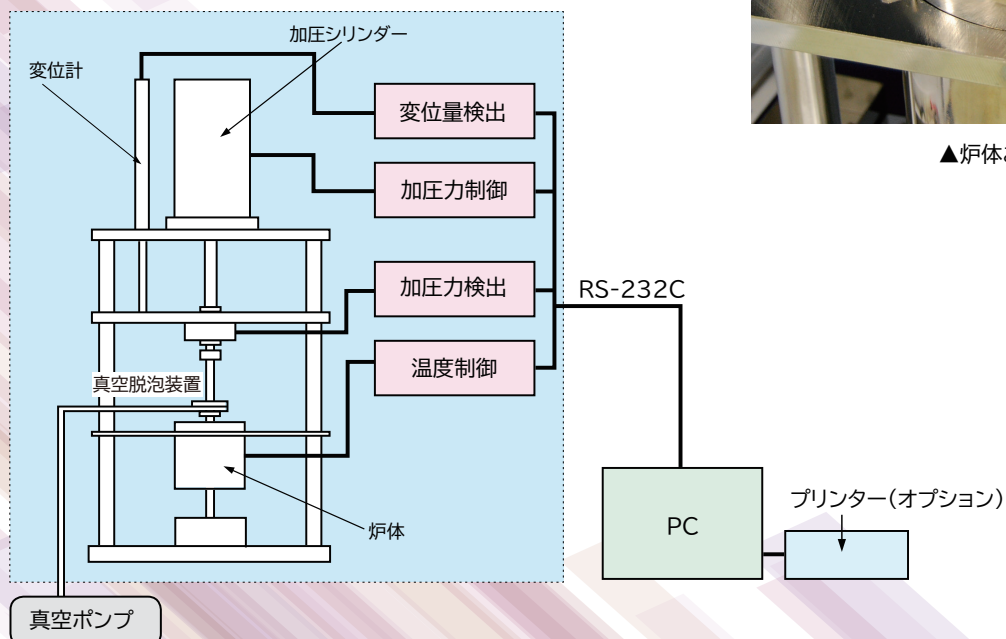 加圧シリンダー
変位計
変位量検出
▲炉体
加圧力制御
加圧力検出
RS-232C
温度制御
真空脱泡装置
プリンター(オプション)
PC
炉体
真空ポンプ